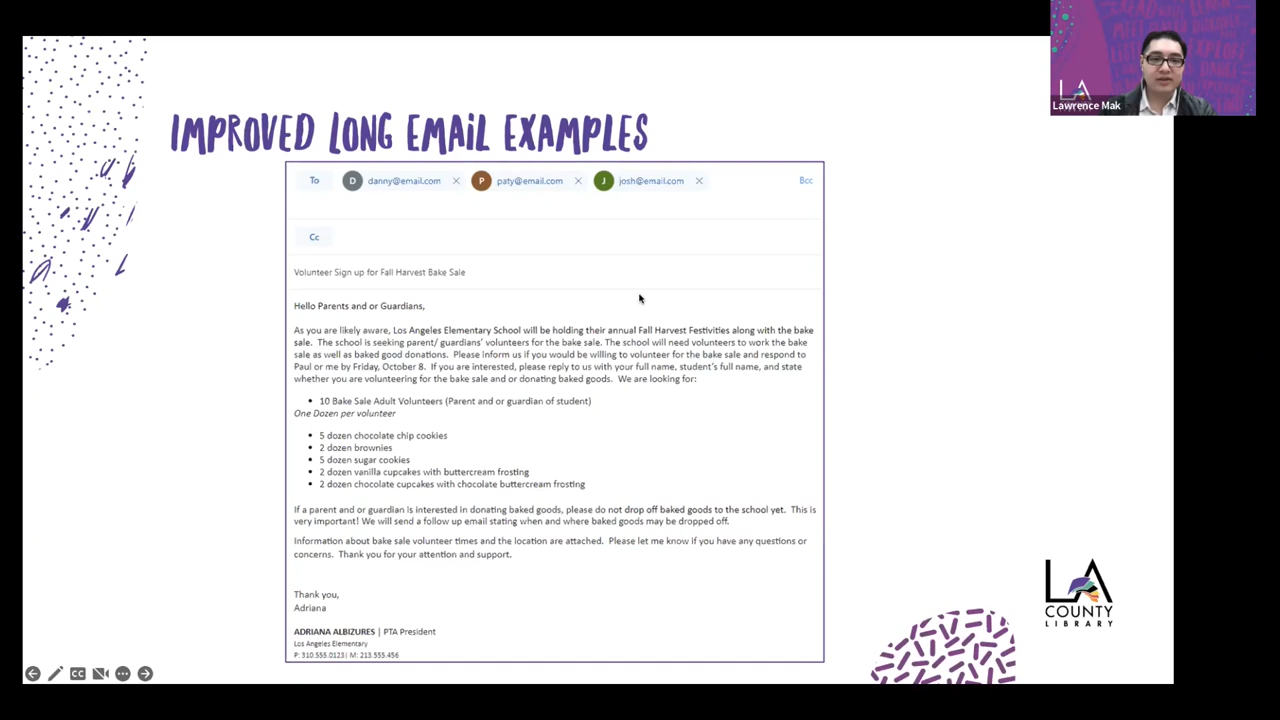 Lawrence Mak
IMPROVED LONG EMAIL EXAMPLES
To D danny@email.com × P paty@email.com × J josh@email.com × Bcc
Cc
Volunteer Sign up for Fall Harvest Bake Sale
Hello Parents and or Guardians,
As you are likely aware, Los Angeles Elementary School will be holding their annual Fall Harvest Festivities along with the bake
sale.  The school is seeking parent/ guardians' volunteers for the bake sale. The school will need volunteers to work the bake
sale as well as baked good donations.  Please inform us if you would be willing to volunteer for the bake sale and respond to
Paul or me by Friday, October 8.  If you are interested, please reply to us with your full name, student's full name, and state
whether you are volunteering for the bake sale and or donating baked goods.  We are looking for:
• 10 Bake Sale Adult Volunteers (Parent and or guardian of student)
One Dozen per volunteer
• 5 dozen chocolate chip cookies
• 2 dozen brownies
• 5 dozen sugar cookies
• 2 dozen vanilla cupcakes with buttercream frosting
• 2 dozen chocolate cupcakes with chocolate buttercream frosting
If a parent and or guardian is interested in donating baked goods, please do not drop off baked goods to the school yet.  This is
very important! We will send a follow up email stating when and where baked goods may be dropped off.
Information about bake sale volunteer times and the location are attached.  Please let me know if you have any questions or
concerns.  Thank you for your attention and support.
Thank you,
Adriana
ADRIANA ALBIZURES | PTA President
Los Angeles Elementary
P: 310.555.0123| M: 213.555.456
LA
COUNTY
LIBRARY
CC